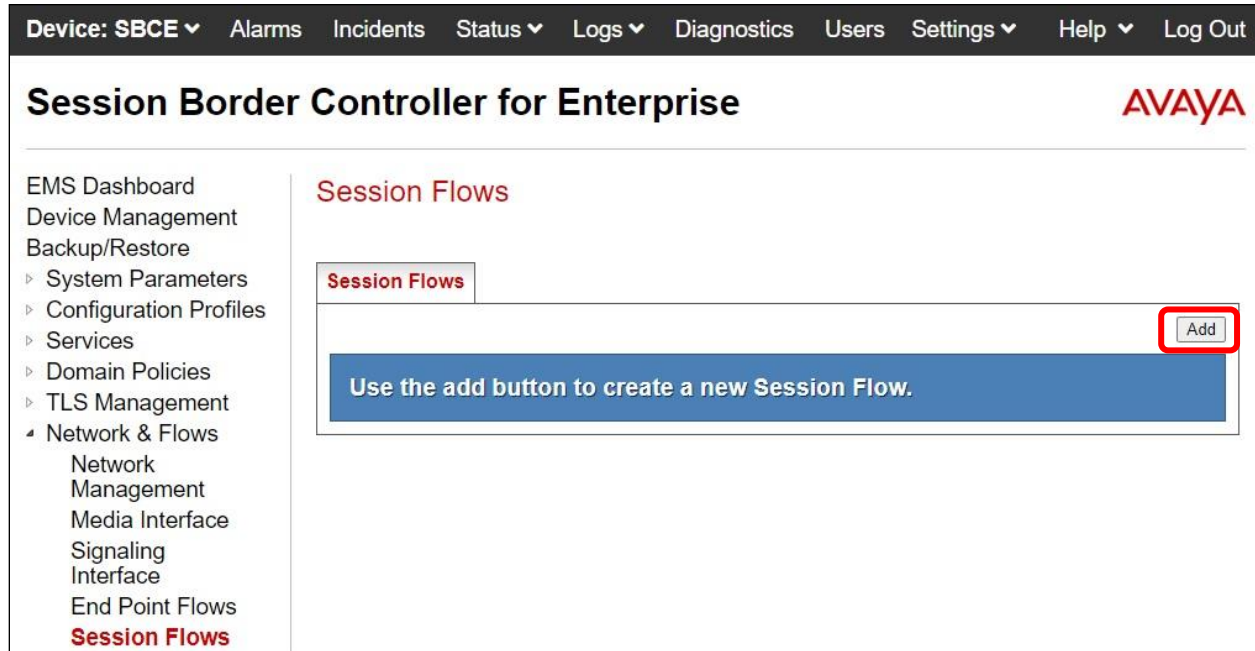 Device: SBCE Alarms Incidents Status Logs Diagnostics Users Settings Help Log Out
Session Border Controller for Enterprise
AVAYA
EMS Dashboard
Device Management
Backup/Restore
System Parameters
Configuration Profiles
Services
Domain Policies
TLS Management
Network & Flows
Network
Management
Media Interface
Signaling
Interface
End Point Flows
Session Flows
Session Flows
Session Flows
Add
Use the add button to create a new Session Flow.